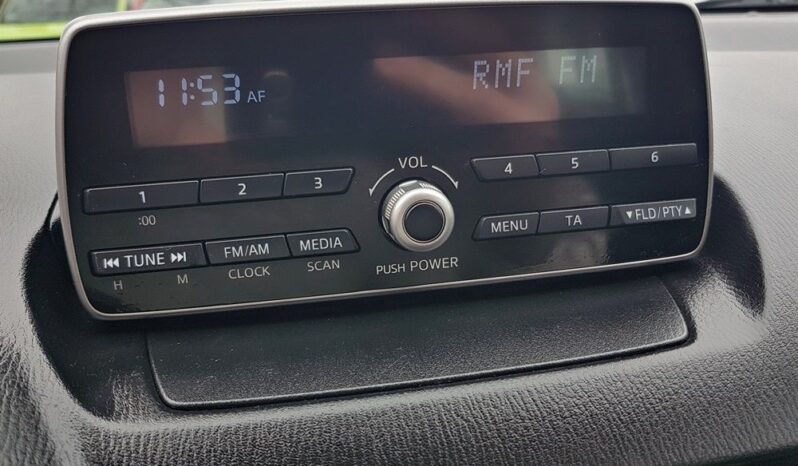 11:53 AF RMF FM
VOL
1 2 3 4 5 6
:00
TUNE FM/AM MEDIA MENU TA ▼FLD/PTY▲
H M CLOCK SCAN PUSH POWER